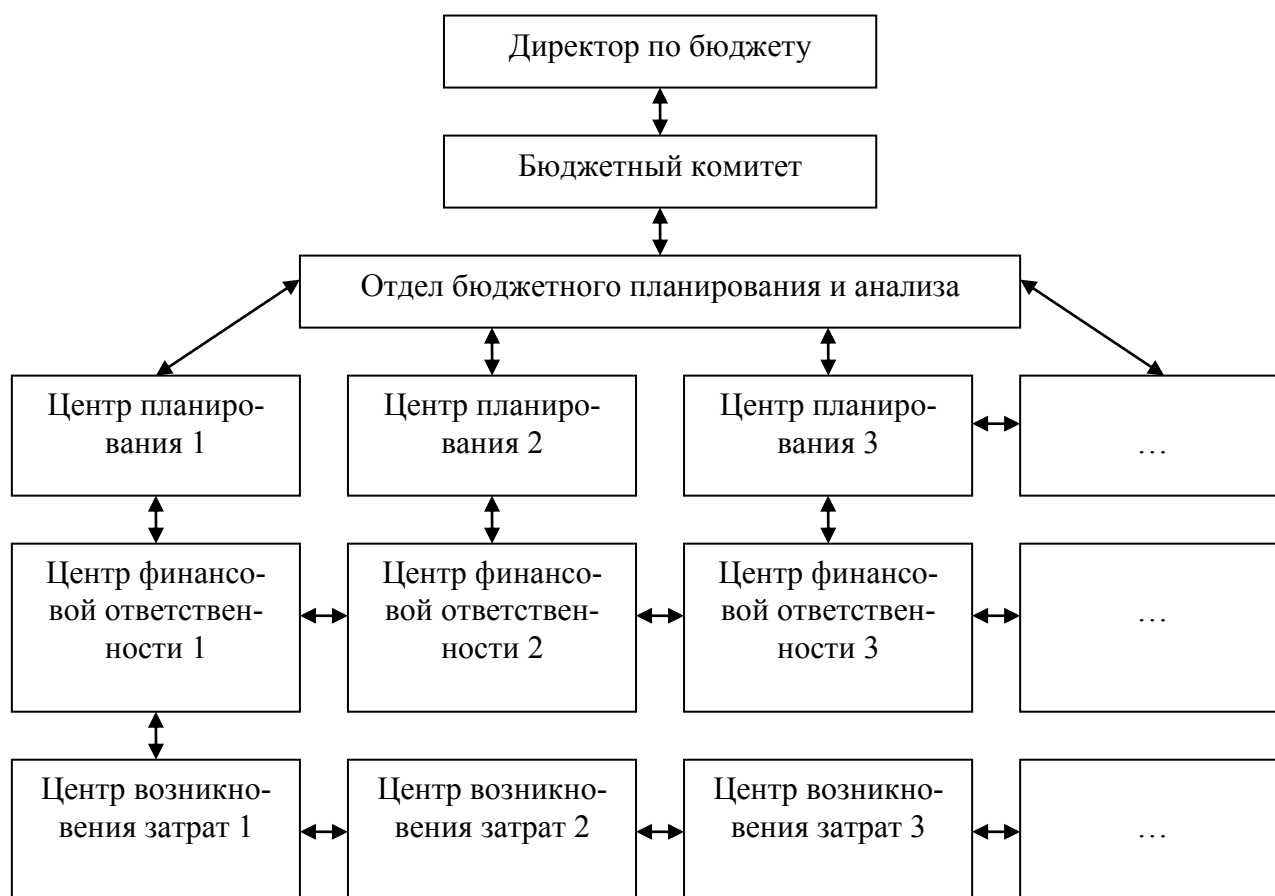 Директор по бюджету
Бюджетный комитет
Отдел бюджетного планирования и анализа
Центр планиро-
вания 1
Центр планиро-
вания 2
Центр планиро-
вания 3
…
Центр финансо-
вой ответствен-
ности 1
Центр финансо-
вой ответствен-
ности 2
Центр финансо-
вой ответствен-
ности 3
…
Центр возникно-
вения затрат 1
Центр возникно-
вения затрат 2
Центр возникно-
вения затрат 3
…